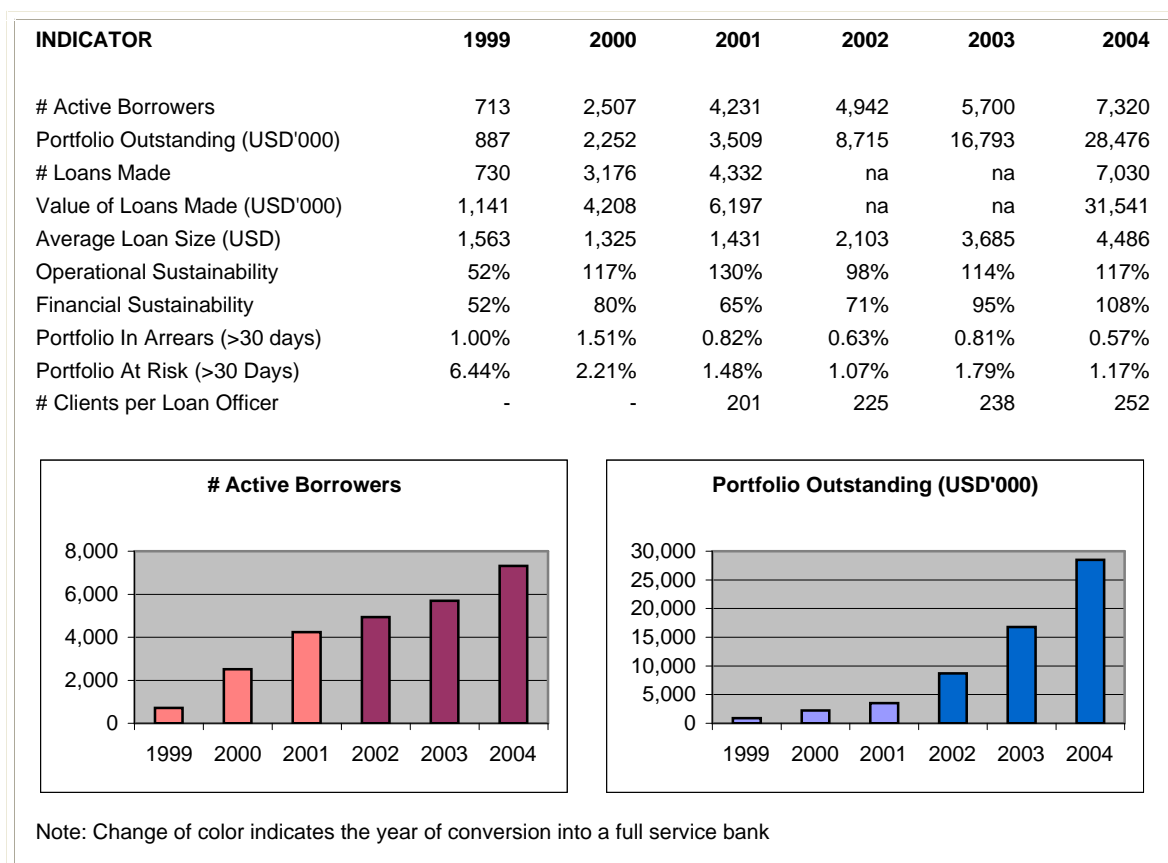 INDICATOR 1999 2000 2001 2002 2003 2004
# Active Borrowers 713 2,507 4,231 4,942 5,700 7,320
Portfolio Outstanding (USD'000) 887 2,252 3,509 8,715 16,793 28,476
# Loans Made 730 3,176 4,332 na na 7,030
Value of Loans Made (USD'000) 1,141 4,208 6,197 na na 31,541
Average Loan Size (USD) 1,563 1,325 1,431 2,103 3,685 4,486
Operational Sustainability 52% 117% 130% 98% 114% 117%
Financial Sustainability 52% 80% 65% 71% 95% 108%
Portfolio In Arrears (>30 days) 1.00% 1.51% 0.82% 0.63% 0.81% 0.57%
Portfolio At Risk (>30 Days) 6.44% 2.21% 1.48% 1.07% 1.79% 1.17%
# Clients per Loan Officer - - 201 225 238 252
# Active Borrowers
8,000
6,000
4,000
2,000
0
1999 2000 2001 2002 2003 2004
Portfolio Outstanding (USD'000)
30,000
25,000
20,000
15,000
10,000
5,000
0
1999 2000 2001 2002 2003 2004
Note: Change of color indicates the year of conversion into a full service bank